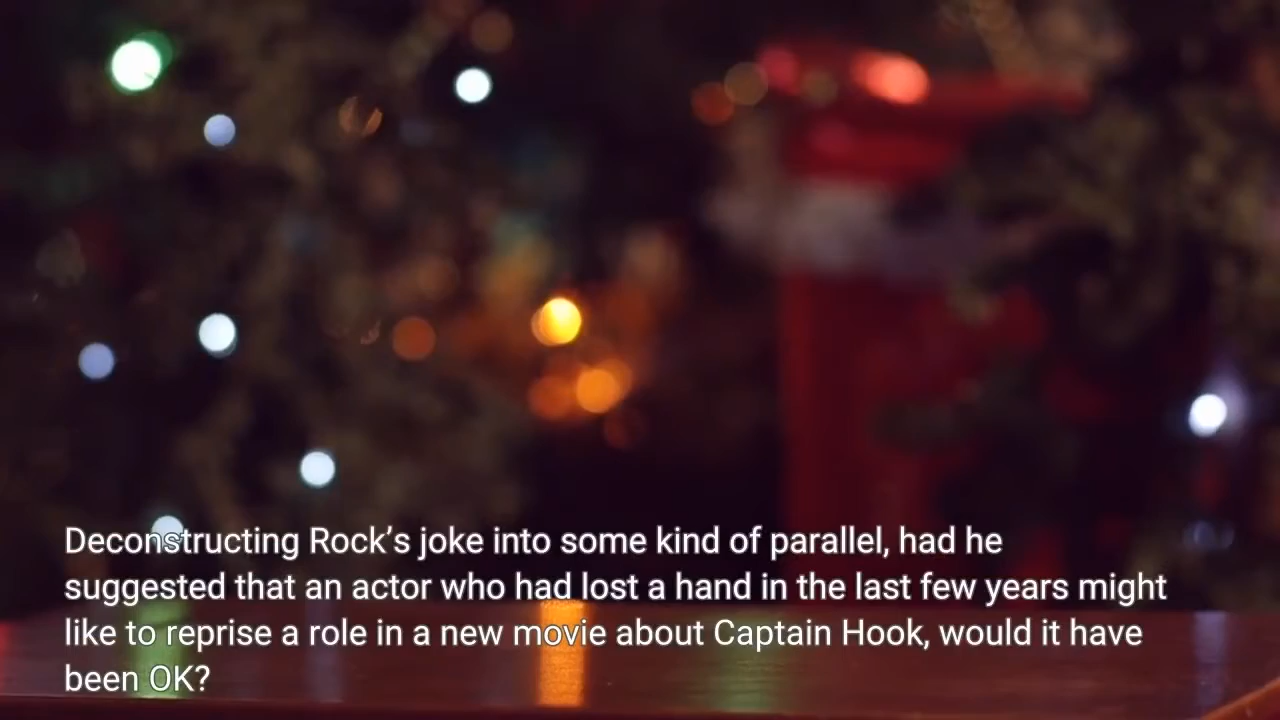 Deconstructing Rock’s joke into some kind of parallel, had he
suggested that an actor who had lost a hand in the last few years might
like to reprise a role in a new movie about Captain Hook, would it have
been OK?